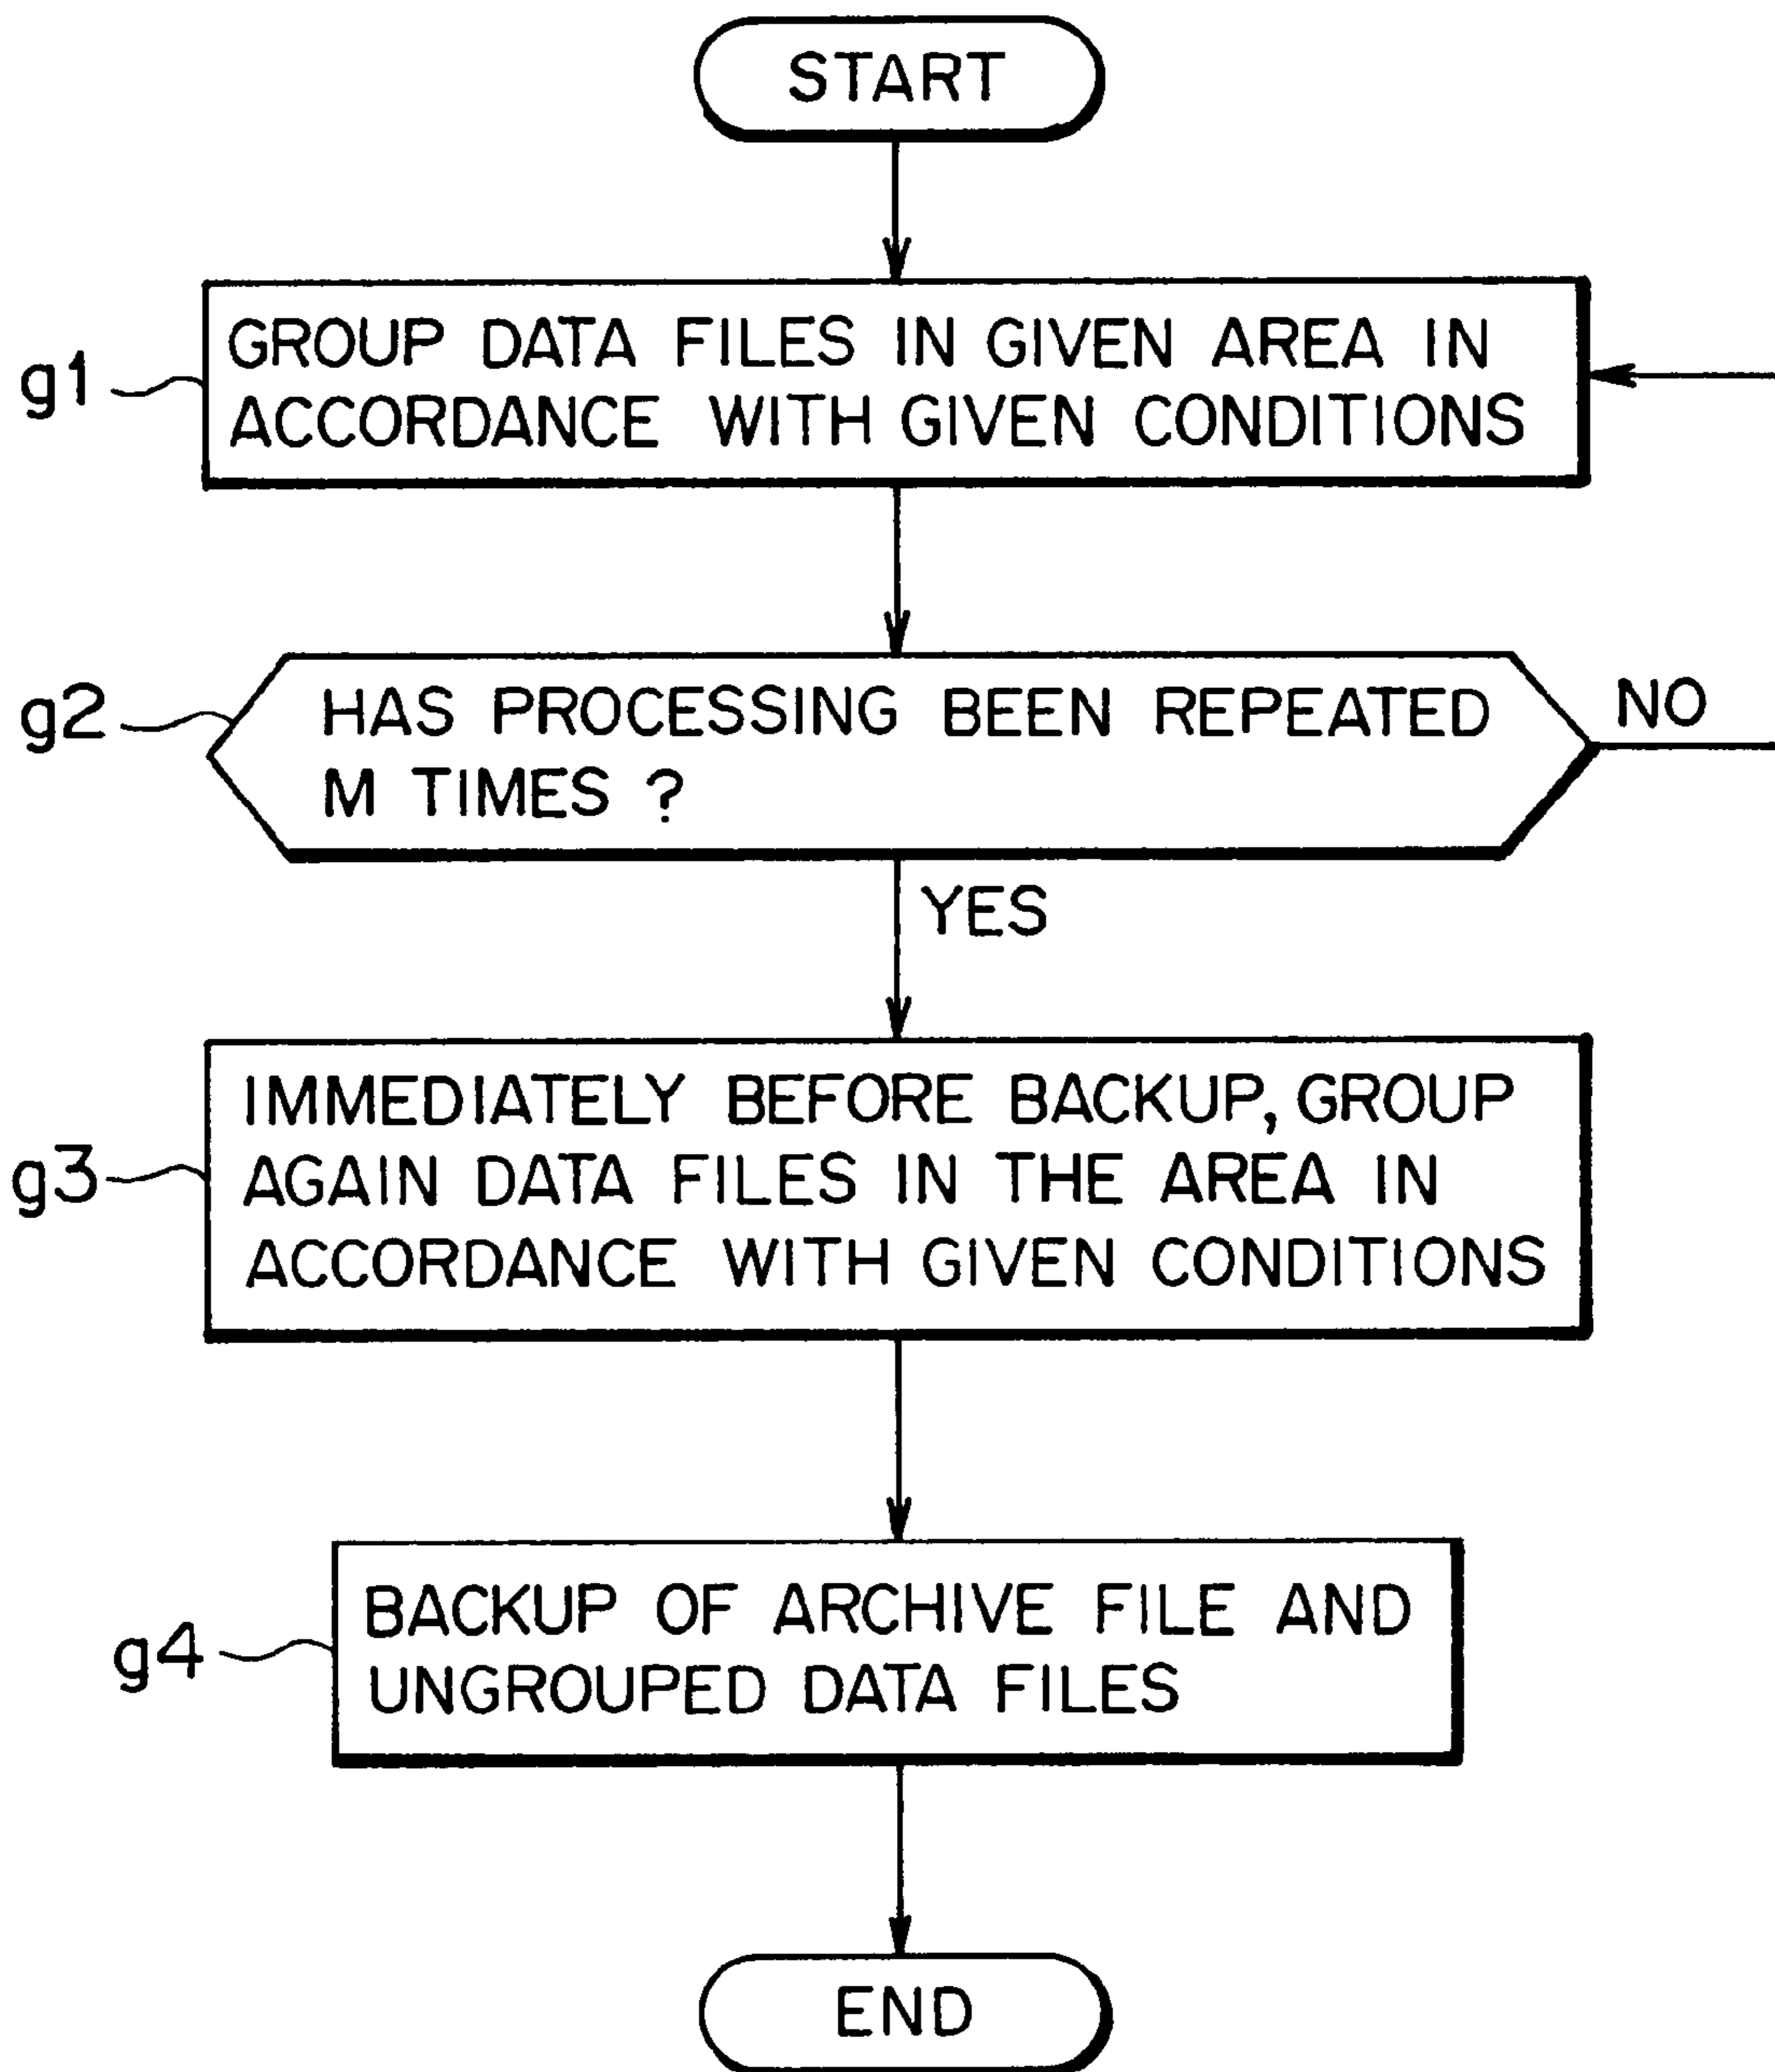 START
g1
GROUP DATA FILES IN GIVEN AREA IN
ACCORDANCE WITH GIVEN CONDITIONS
g2
HAS PROCESSING BEEN REPEATED
M TIMES ?
NO
YES
g3
IMMEDIATELY BEFORE BACKUP, GROUP
AGAIN DATA FILES IN THE AREA IN
ACCORDANCE WITH GIVEN CONDITIONS
g4
BACKUP OF ARCHIVE FILE AND
UNGROUPED DATA FILES
END